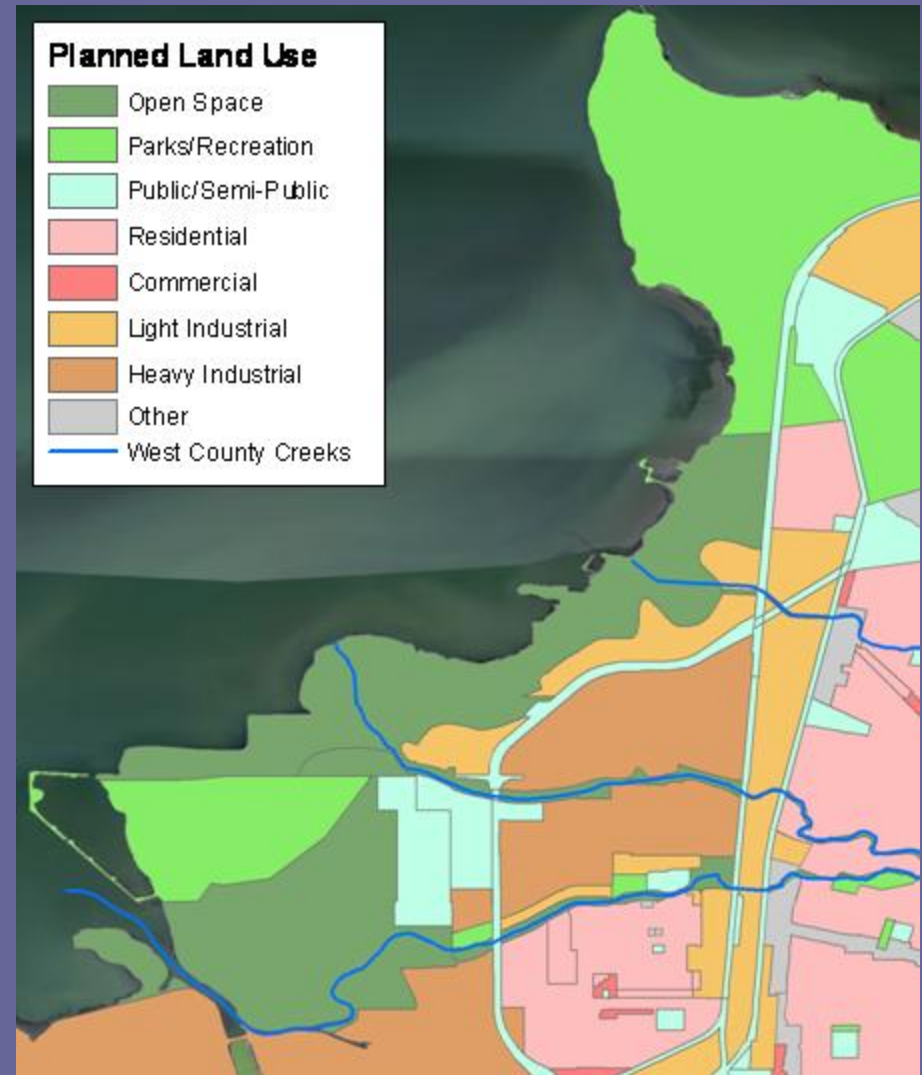 Planned Land Use
Open Space
Parks/Recreation
Public/Semi-Public
Residential
Commercial
Light Industrial
Heavy Industrial
Other
West County Creeks